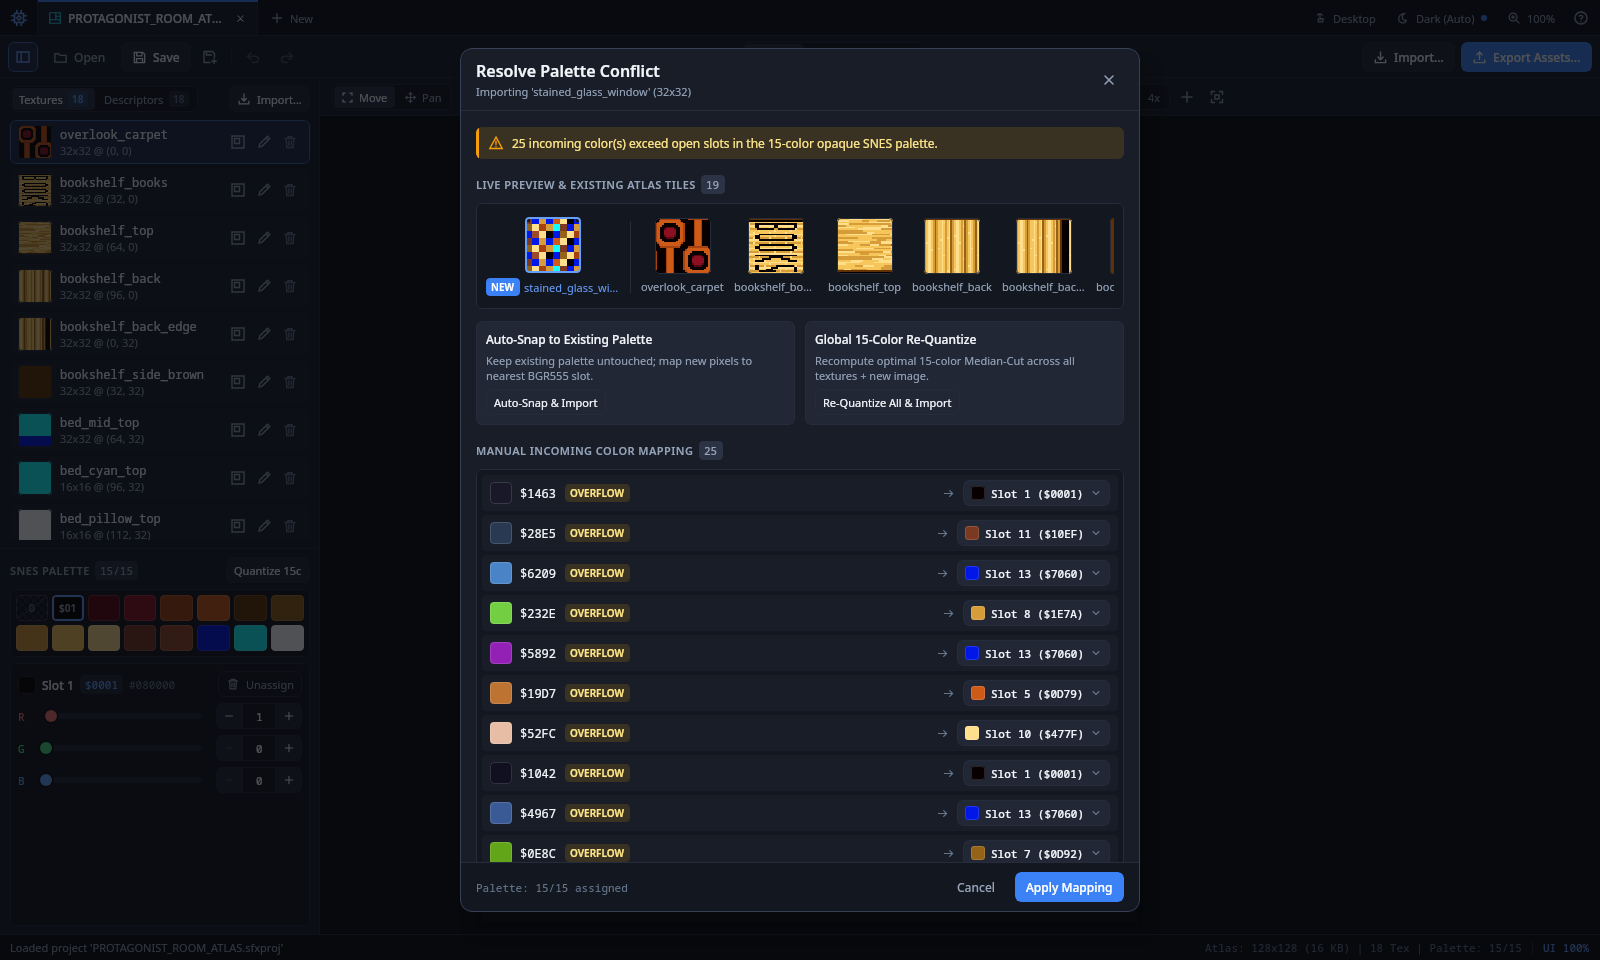 PROTAGONIST_ROOM_AT...
New
Desktop
Dark (Auto)
100%
Open
Save
Import...
Export Assets...
Textures 18
Descriptors 18
Import...
Move
Pan
4x
overlook_carpet
32x32 @ (0, 0)
bookshelf_books
32x32 @ (32, 0)
bookshelf_top
32x32 @ (64, 0)
bookshelf_back
32x32 @ (96, 0)
bookshelf_back_edge
32x32 @ (0, 32)
bookshelf_side_brown
32x32 @ (32, 32)
bed_mid_top
32x32 @ (64, 32)
bed_cyan_top
16x16 @ (96, 32)
bed_pillow_top
16x16 @ (112, 32)
SNES PALETTE 15/15
Quantize 15c
0
$01
Slot 1 $0001 #080000
Unassign
R
1
G
0
B
0
Resolve Palette Conflict
Importing 'stained_glass_window' (32x32)
25 incoming color(s) exceed open slots in the 15-color opaque SNES palette.
LIVE PREVIEW & EXISTING ATLAS TILES 19
NEW stained_glass_wi...
overlook_carpet
bookshelf_bo...
bookshelf_top
bookshelf_back
bookshelf_bac...
boc
Auto-Snap to Existing Palette
Keep existing palette untouched; map new pixels to
nearest BGR555 slot.
Auto-Snap & Import
Global 15-Color Re-Quantize
Recompute optimal 15-color Median-Cut across all
textures + new image.
Re-Quantize All & Import
MANUAL INCOMING COLOR MAPPING 25
$1463 OVERFLOW → Slot 1 ($0001)
$28E5 OVERFLOW → Slot 11 ($10EF)
$6209 OVERFLOW → Slot 13 ($7060)
$232E OVERFLOW → Slot 8 ($1E7A)
$5892 OVERFLOW → Slot 13 ($7060)
$19D7 OVERFLOW → Slot 5 ($0D79)
$52FC OVERFLOW → Slot 10 ($477F)
$1042 OVERFLOW → Slot 1 ($0001)
$4967 OVERFLOW → Slot 13 ($7060)
$0E8C OVERFLOW → Slot 7 ($0D92)
Palette: 15/15 assigned
Cancel
Apply Mapping
Loaded project 'PROTAGONIST_ROOM_ATLAS.sfxproj'
Atlas: 128x128 (16 KB) | 18 Tex | Palette: 15/15
UI 100%